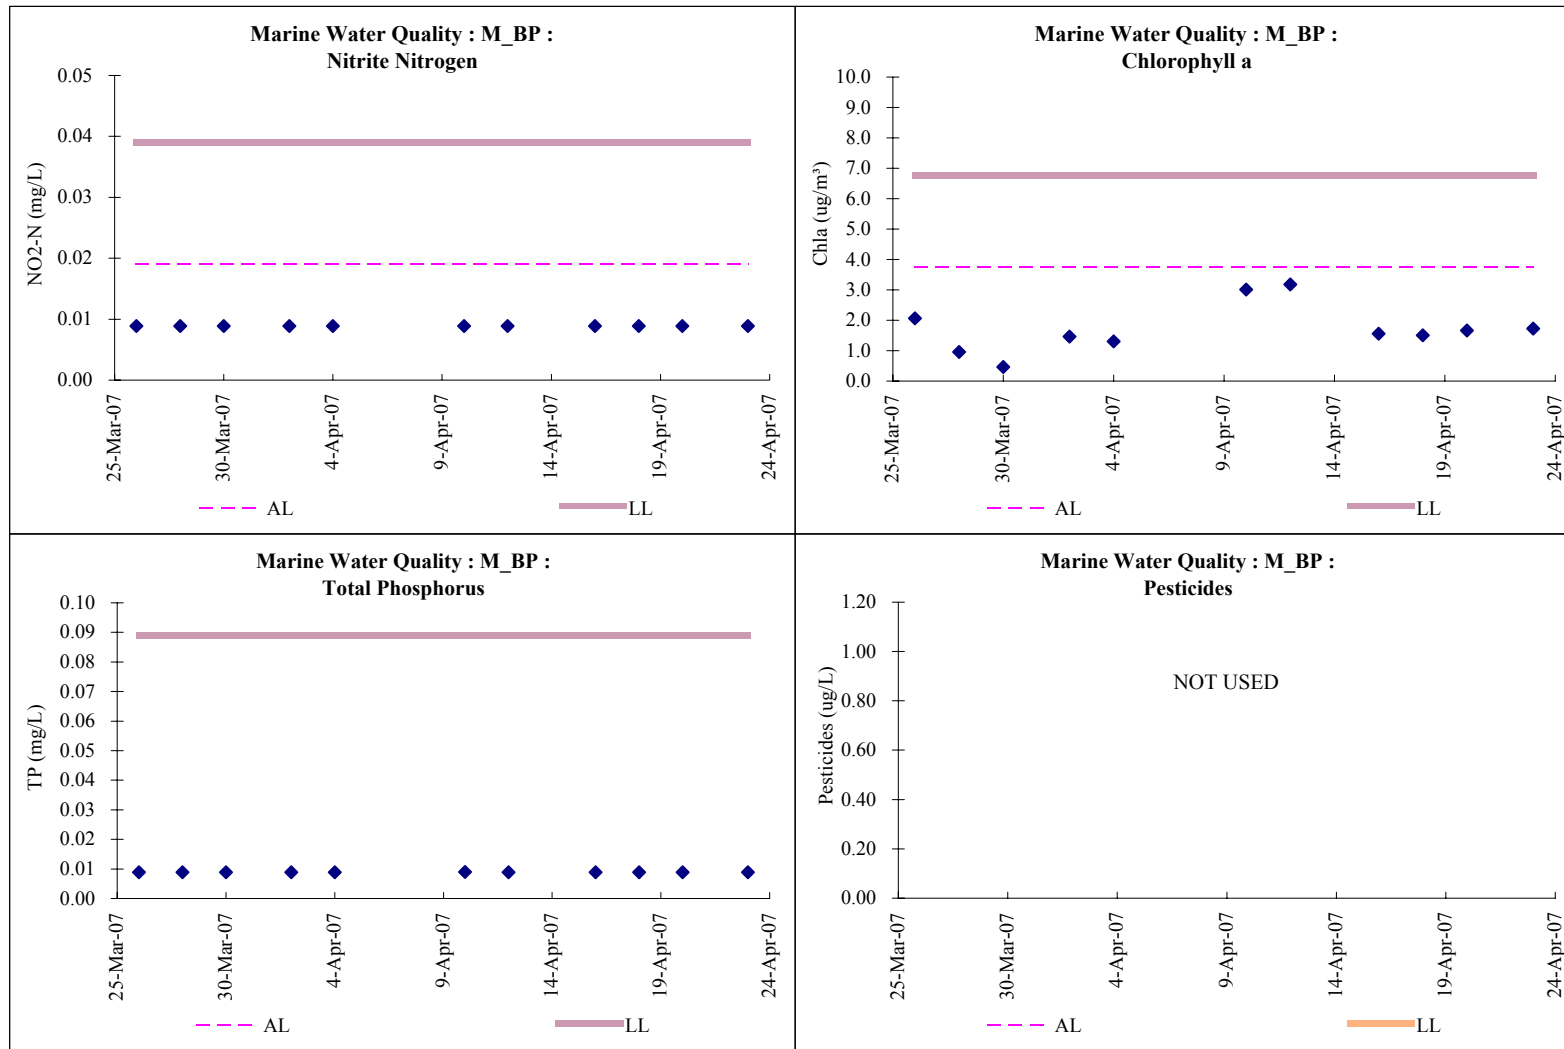 Marine Water Quality : M_BP :
Nitrite Nitrogen
NO2-N (mg/L)
0.05
0.04
0.03
0.02
0.01
0.00
25-Mar-07
30-Mar-07
4-Apr-07
9-Apr-07
14-Apr-07
19-Apr-07
24-Apr-07
AL
LL
Marine Water Quality : M_BP :
Chlorophyll a
Chla (ug/m³)
10.0
9.0
8.0
7.0
6.0
5.0
4.0
3.0
2.0
1.0
0.0
25-Mar-07
30-Mar-07
4-Apr-07
9-Apr-07
14-Apr-07
19-Apr-07
24-Apr-07
AL
LL
Marine Water Quality : M_BP :
Total Phosphorus
TP (mg/L)
0.10
0.09
0.08
0.07
0.06
0.05
0.04
0.03
0.02
0.01
0.00
25-Mar-07
30-Mar-07
4-Apr-07
9-Apr-07
14-Apr-07
19-Apr-07
24-Apr-07
AL
LL
Marine Water Quality : M_BP :
Pesticides
Pesticides (ug/L)
1.20
1.00
0.80
0.60
0.40
0.20
0.00
NOT USED
25-Mar-07
30-Mar-07
4-Apr-07
9-Apr-07
14-Apr-07
19-Apr-07
24-Apr-07
AL
LL